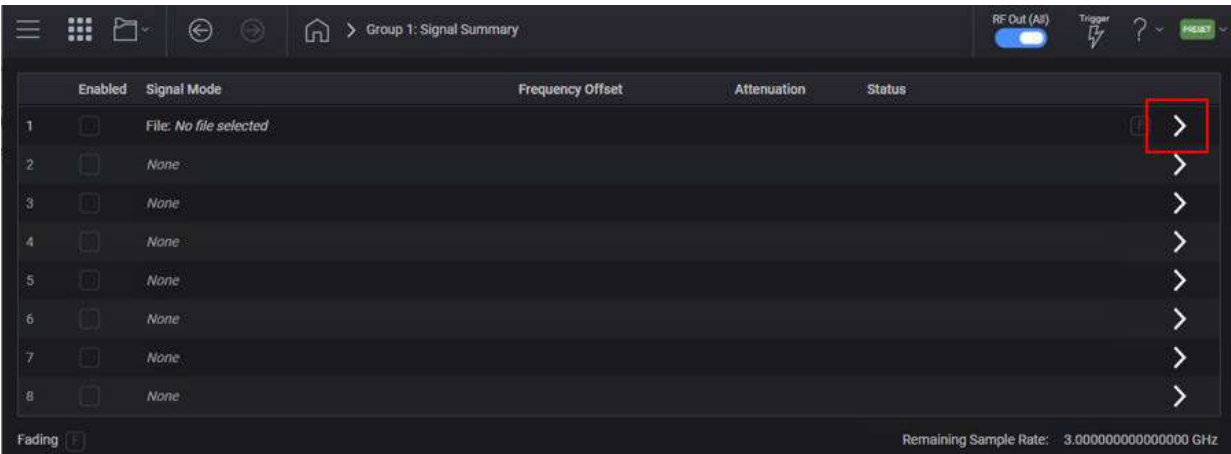 Group 1: Signal Summary RF Out (All) Trigger ? PRESET
Enabled Signal Mode Frequency Offset Attenuation Status
1 File: No file selected F
2 None
3 None
4 None
5 None
6 None
7 None
8 None
Fading F Remaining Sample Rate: 3.000000000000000 GHz